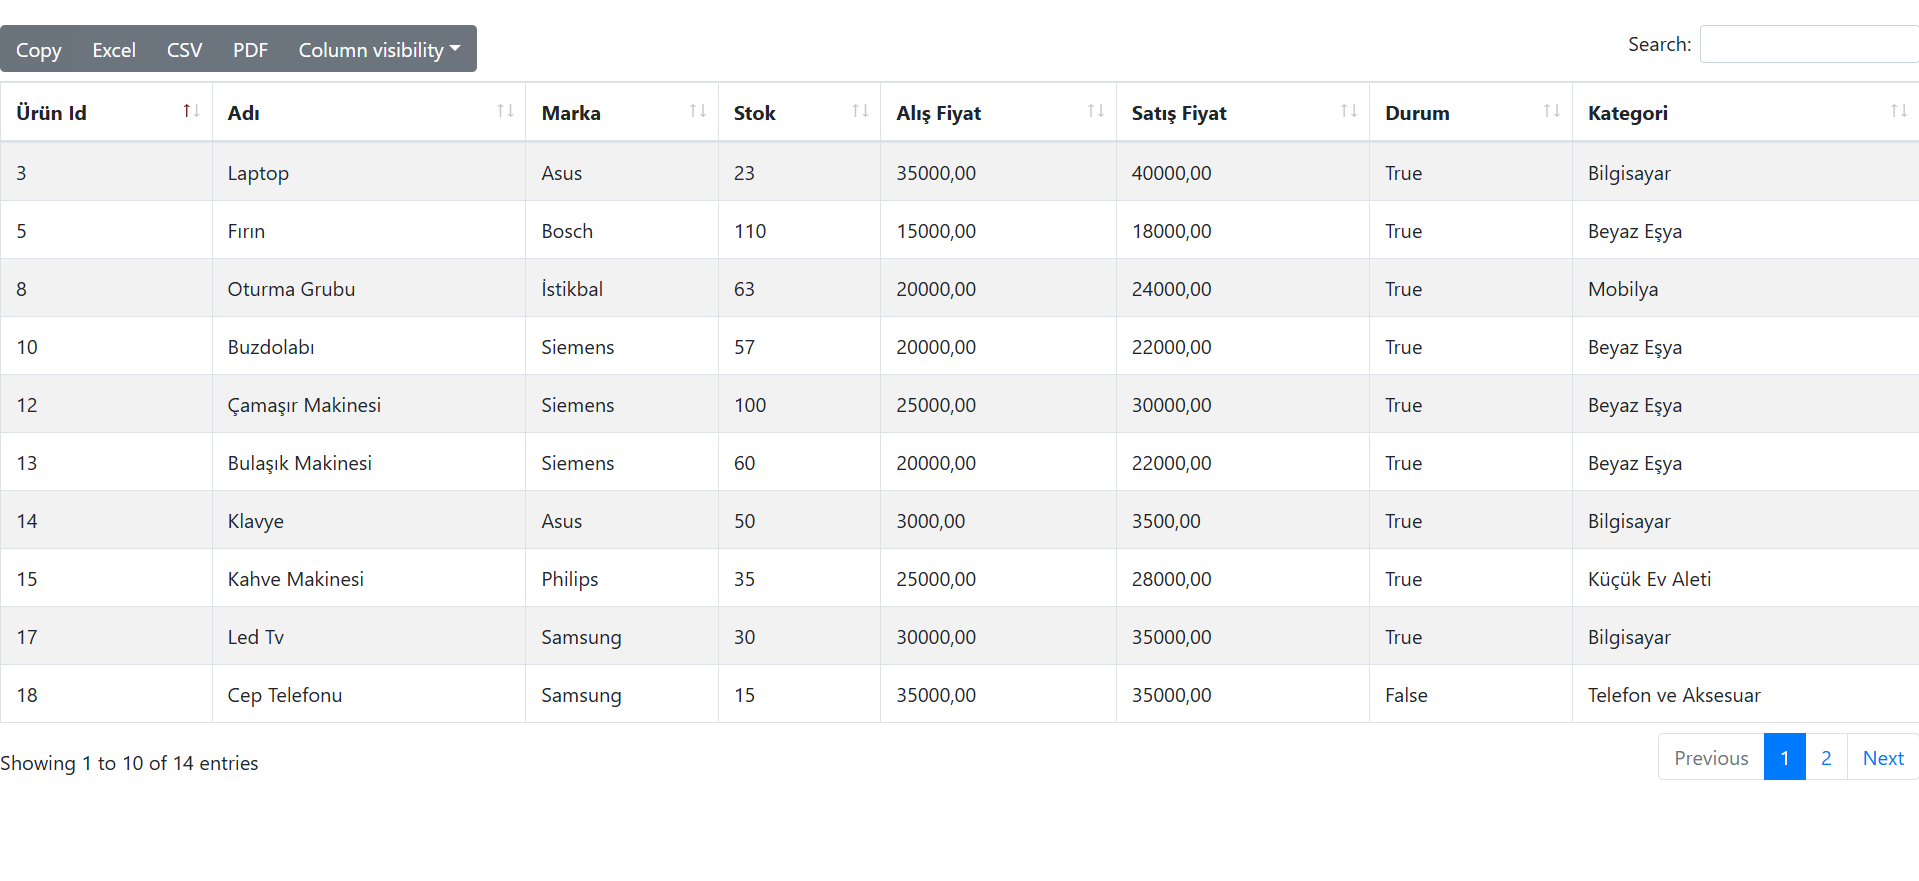 Copy Excel CSV PDF Column visibility Search:
Ürün Id Adı Marka Stok Alış Fiyat Satış Fiyat Durum Kategori
3 Laptop Asus 23 35000,00 40000,00 True Bilgisayar
5 Fırın Bosch 110 15000,00 18000,00 True Beyaz Eşya
8 Oturma Grubu İstikbal 63 20000,00 24000,00 True Mobilya
10 Buzdolabı Siemens 57 20000,00 22000,00 True Beyaz Eşya
12 Çamaşır Makinesi Siemens 100 25000,00 30000,00 True Beyaz Eşya
13 Bulaşık Makinesi Siemens 60 20000,00 22000,00 True Beyaz Eşya
14 Klavye Asus 50 3000,00 3500,00 True Bilgisayar
15 Kahve Makinesi Philips 35 25000,00 28000,00 True Küçük Ev Aleti
17 Led Tv Samsung 30 30000,00 35000,00 True Bilgisayar
18 Cep Telefonu Samsung 15 35000,00 35000,00 False Telefon ve Aksesuar
Showing 1 to 10 of 14 entries Previous 1 2 Next